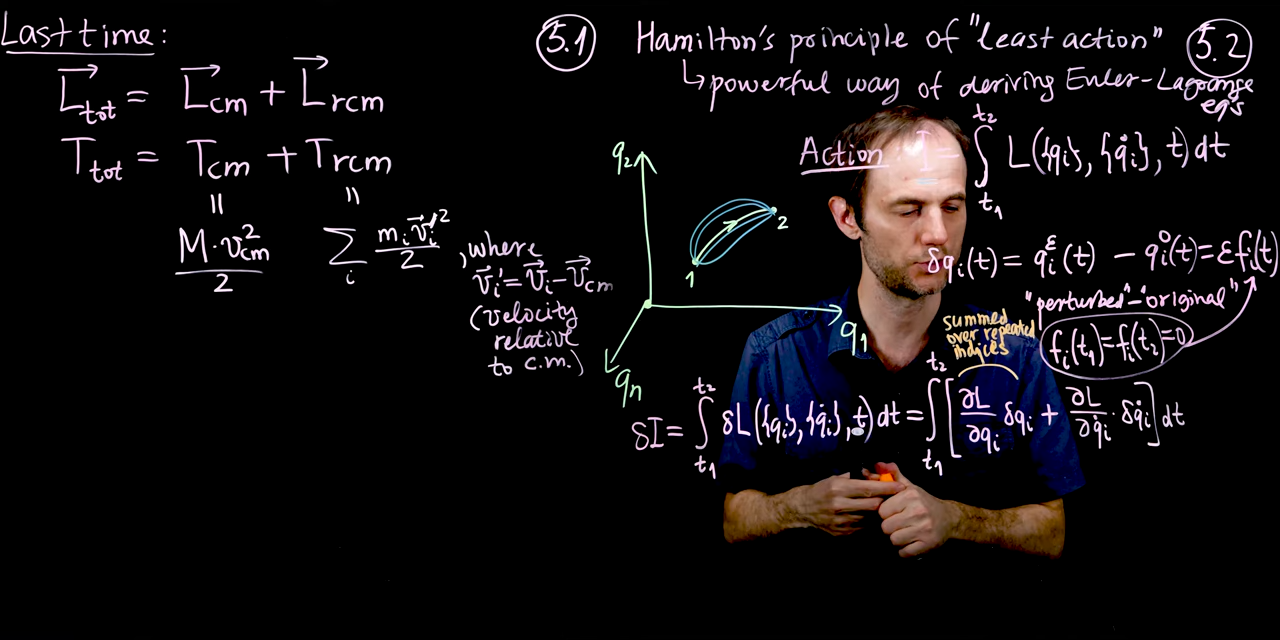 Last time:
L⃗tot = L⃗cm + L⃗rcm
Ttot = Tcm + Trcm
= =
M·v²cm / 2 Σi mi v⃗i'² / 2 , where
v⃗i' = v⃗i - v⃗cm
(velocity
relative
to c.m.)
5.1
Hamilton's principle of "least action"
↳ powerful way of deriving Euler-Lagrange
eq's
5.2
q2
1
2
q1
qn
Action: I = ∫t1t2 L({qi}, {q̇i}, t) dt
δqi(t) = qiᵋ(t) - qi⁰(t) = εfi(t)
"perturbed"-"original"
fi(t1)=fi(t2)=0
summed
over repeated
indices
δI = ∫t1t2 δL({qi}, {q̇i}, t) dt = ∫t1t2 [∂L/∂qi δqi + ∂L/∂q̇i · δq̇i] dt